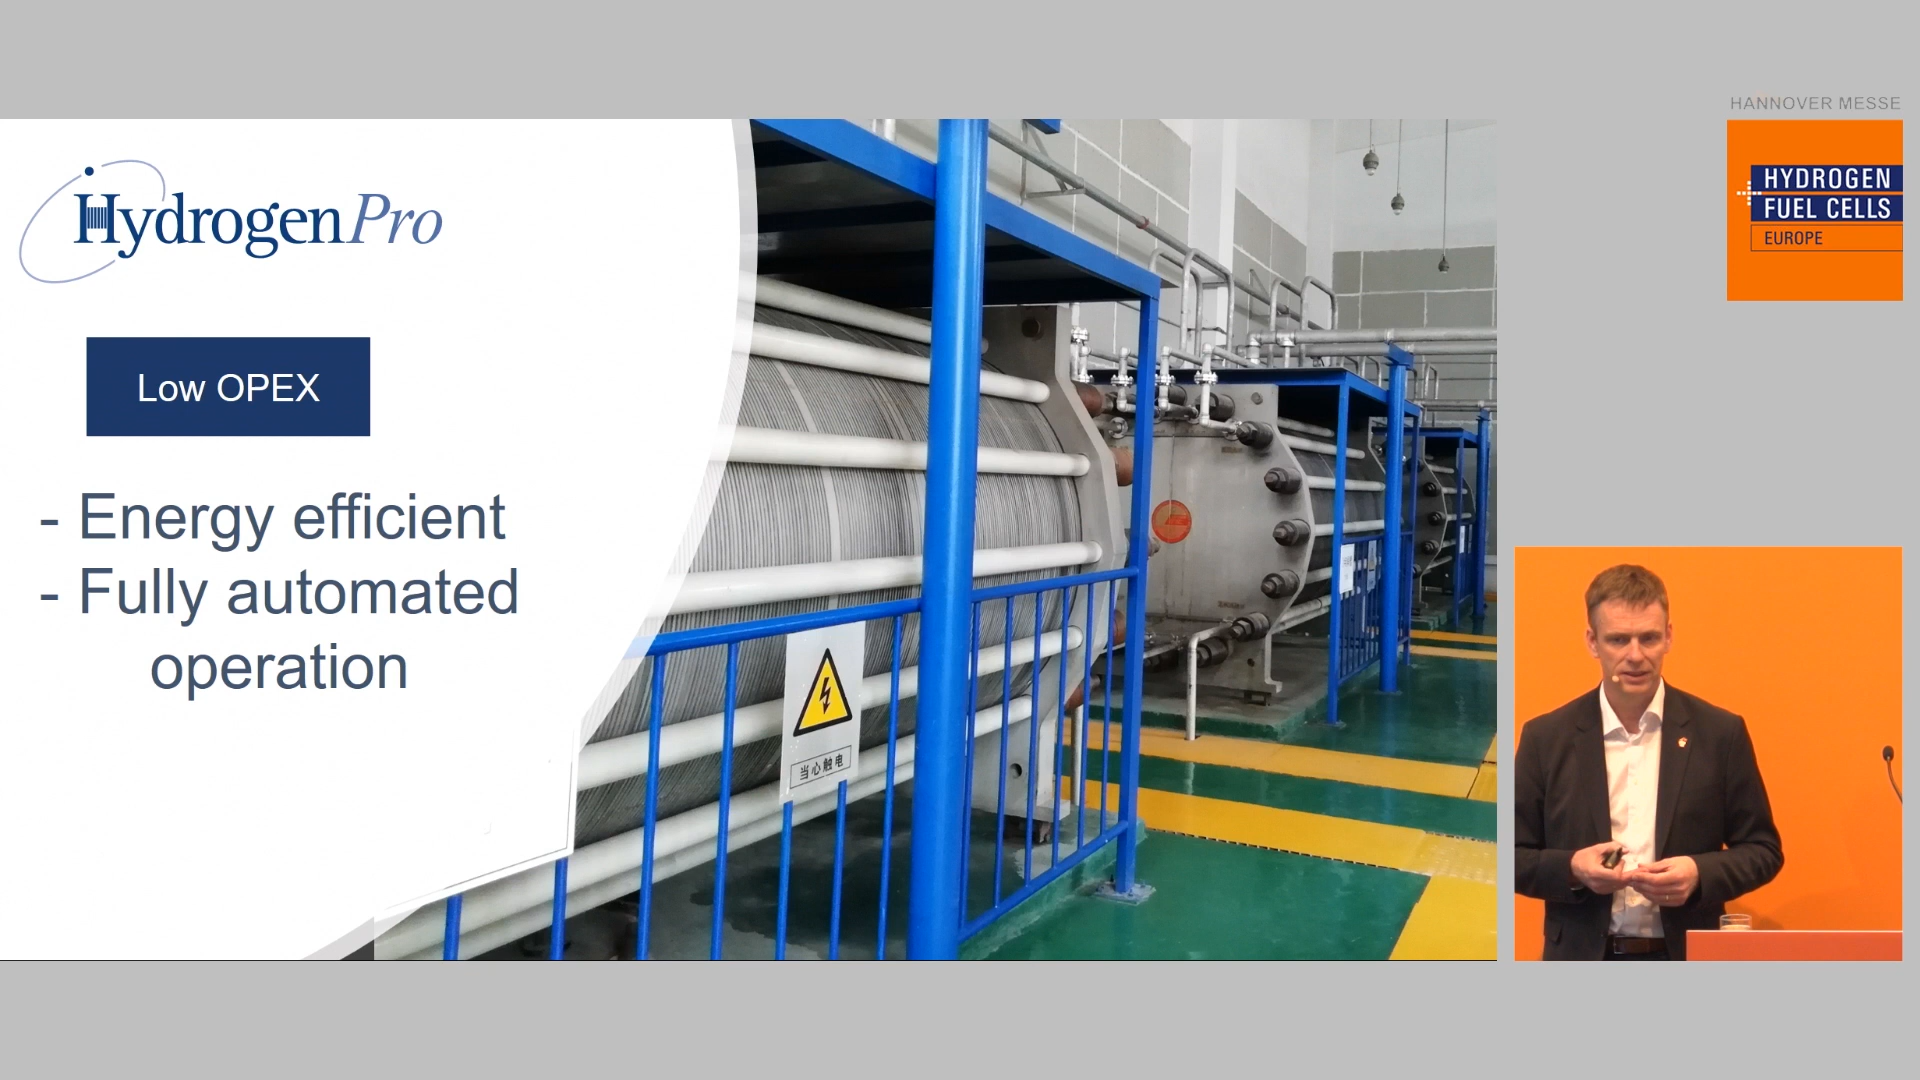 HANNOVER MESSE
HYDROGEN
FUEL CELLS
EUROPE
HydrogenPro
Low OPEX
- Energy efficient
- Fully automated
operation
当心触电